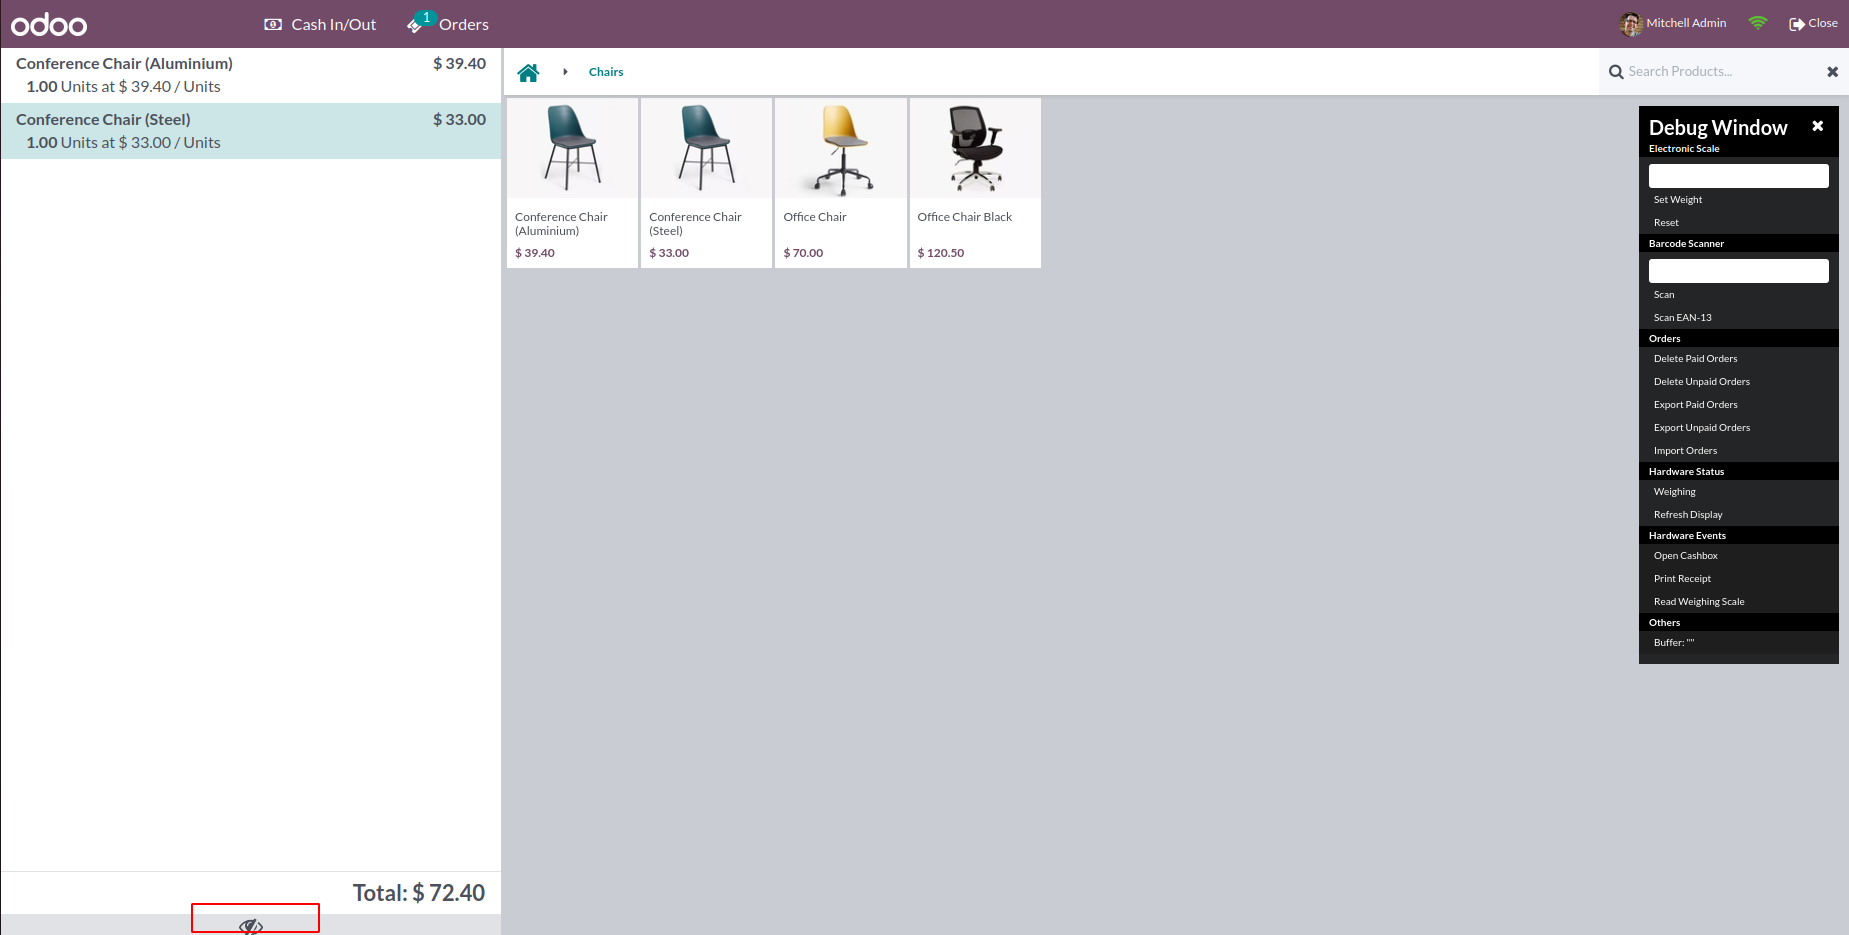 odoo
Cash In/Out
1
Orders
Mitchell Admin
Close
Conference Chair (Aluminium) $ 39.40
1.00 Units at $ 39.40 / Units
Conference Chair (Steel) $ 33.00
1.00 Units at $ 33.00 / Units
Total: $ 72.40
Chairs
Search Products...
Conference Chair
(Aluminium)
$ 39.40
Conference Chair
(Steel)
$ 33.00
Office Chair
$ 70.00
Office Chair Black
$ 120.50
Debug Window
Electronic Scale
Set Weight
Reset
Barcode Scanner
Scan
Scan EAN-13
Orders
Delete Paid Orders
Delete Unpaid Orders
Export Paid Orders
Export Unpaid Orders
Import Orders
Hardware Status
Weighing
Refresh Display
Hardware Events
Open Cashbox
Print Receipt
Read Weighing Scale
Others
Buffer: ""